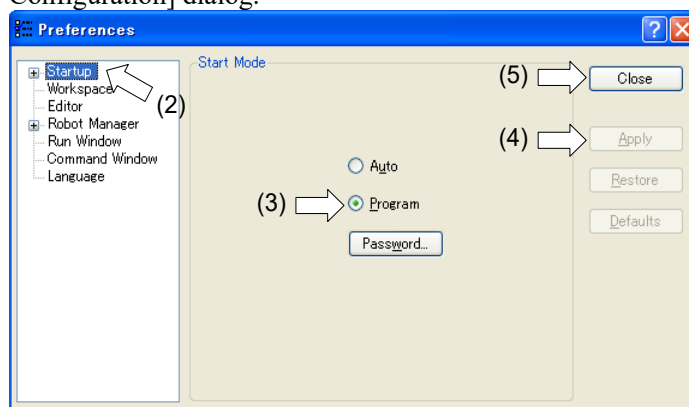 Configuration] dialog.
Preferences
Startup
Workspace
Editor
Robot Manager
Run Window
Command Window
Language
(2)
Start Mode
Auto
(3)
Program
Password...
(5)
Close
(4)
Apply
Restore
Defaults